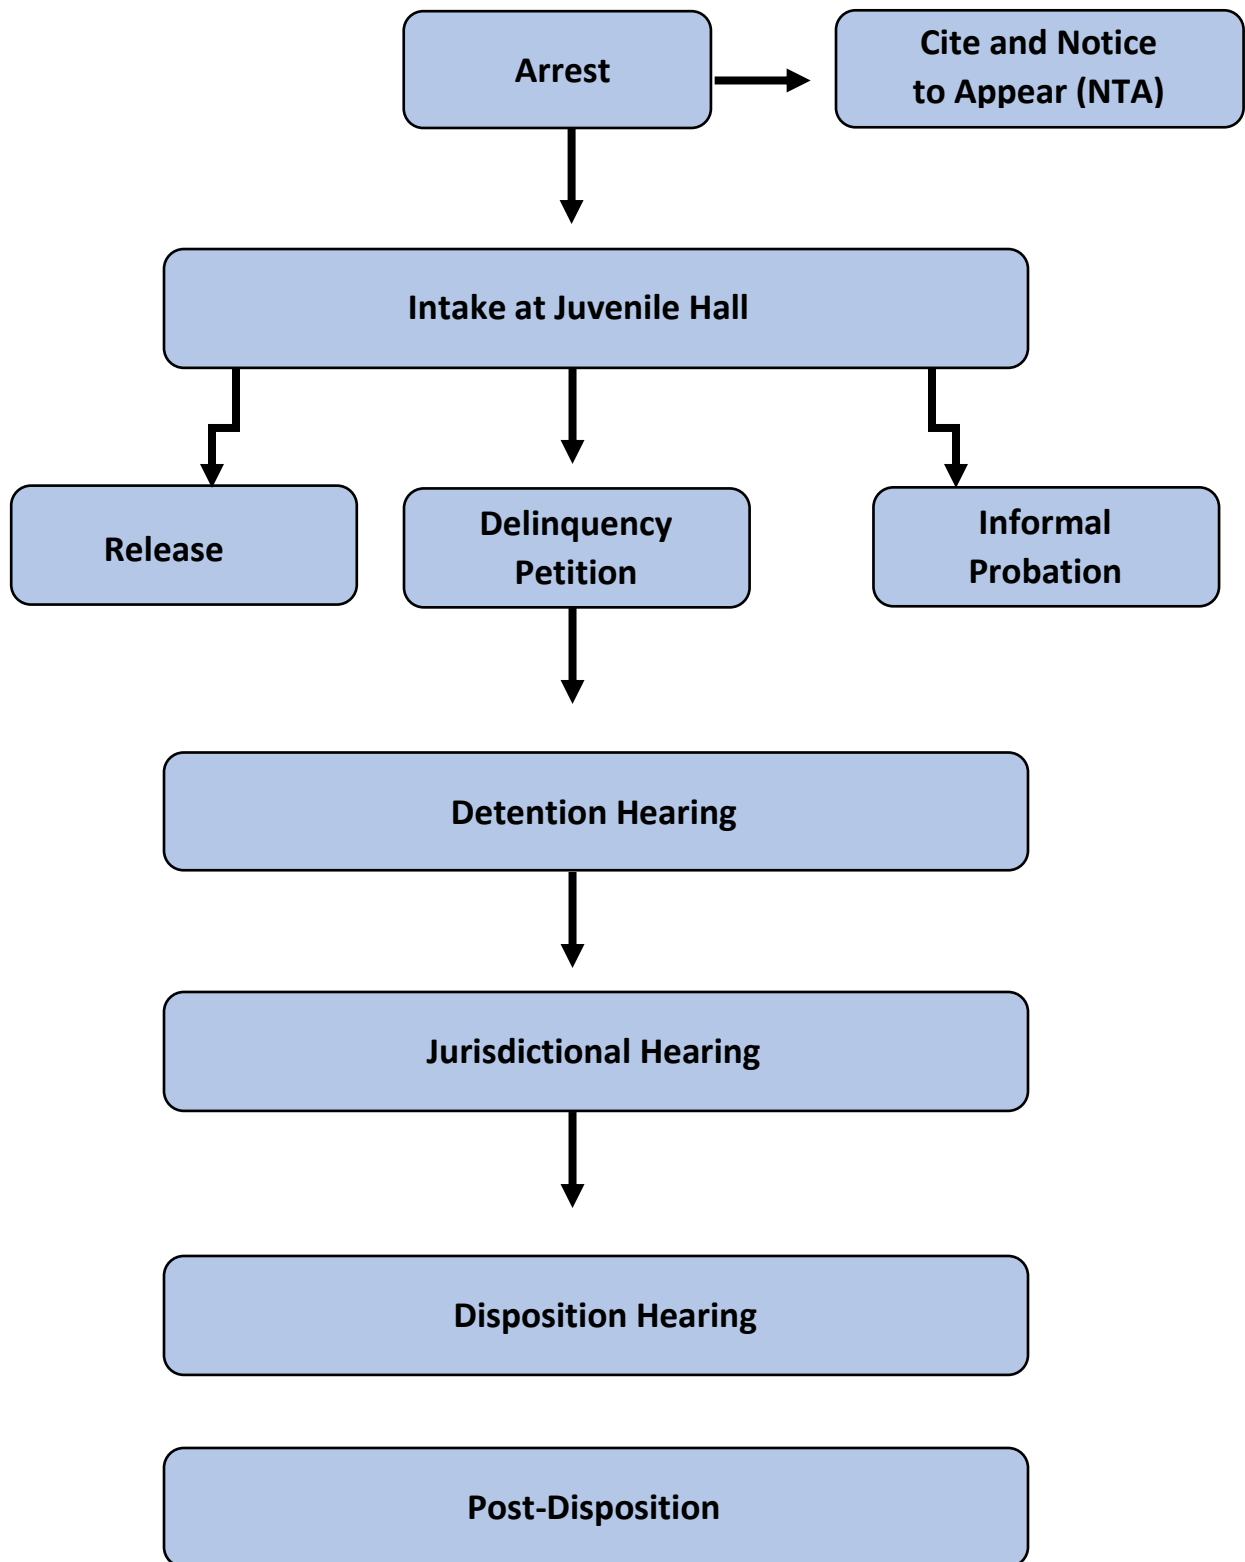 Arrest
Cite and Notice
to Appear (NTA)
Intake at Juvenile Hall
Release
Delinquency
Petition
Informal
Probation
Detention Hearing
Jurisdictional Hearing
Disposition Hearing
Post-Disposition